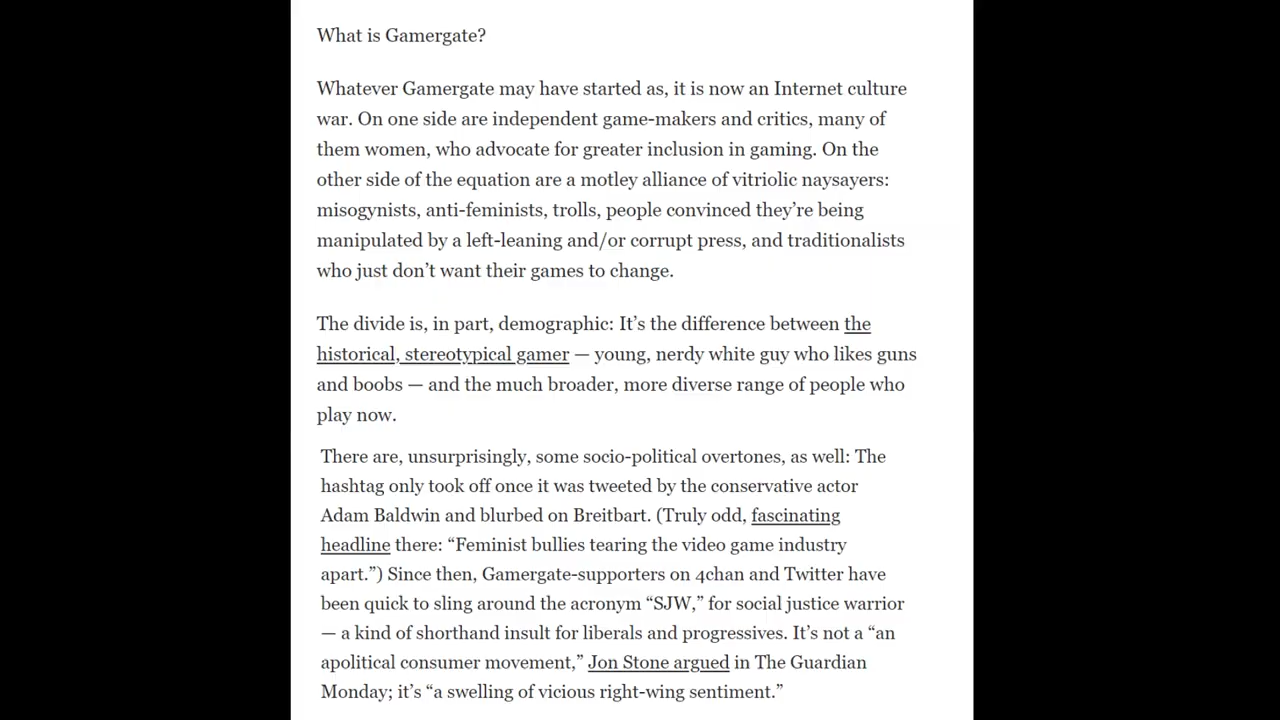 What is Gamergate?
Whatever Gamergate may have started as, it is now an Internet culture
war. On one side are independent game-makers and critics, many of
them women, who advocate for greater inclusion in gaming. On the
other side of the equation are a motley alliance of vitriolic naysayers:
misogynists, anti-feminists, trolls, people convinced they’re being
manipulated by a left-leaning and/or corrupt press, and traditionalists
who just don’t want their games to change.
The divide is, in part, demographic: It’s the difference between the
historical, stereotypical gamer — young, nerdy white guy who likes guns
and boobs — and the much broader, more diverse range of people who
play now.
There are, unsurprisingly, some socio-political overtones, as well: The
hashtag only took off once it was tweeted by the conservative actor
Adam Baldwin and blurbed on Breitbart. (Truly odd, fascinating
headline there: “Feminist bullies tearing the video game industry
apart.”) Since then, Gamergate-supporters on 4chan and Twitter have
been quick to sling around the acronym “SJW,” for social justice warrior
— a kind of shorthand insult for liberals and progressives. It’s not a “an
apolitical consumer movement,” Jon Stone argued in The Guardian
Monday; it’s “a swelling of vicious right-wing sentiment.”